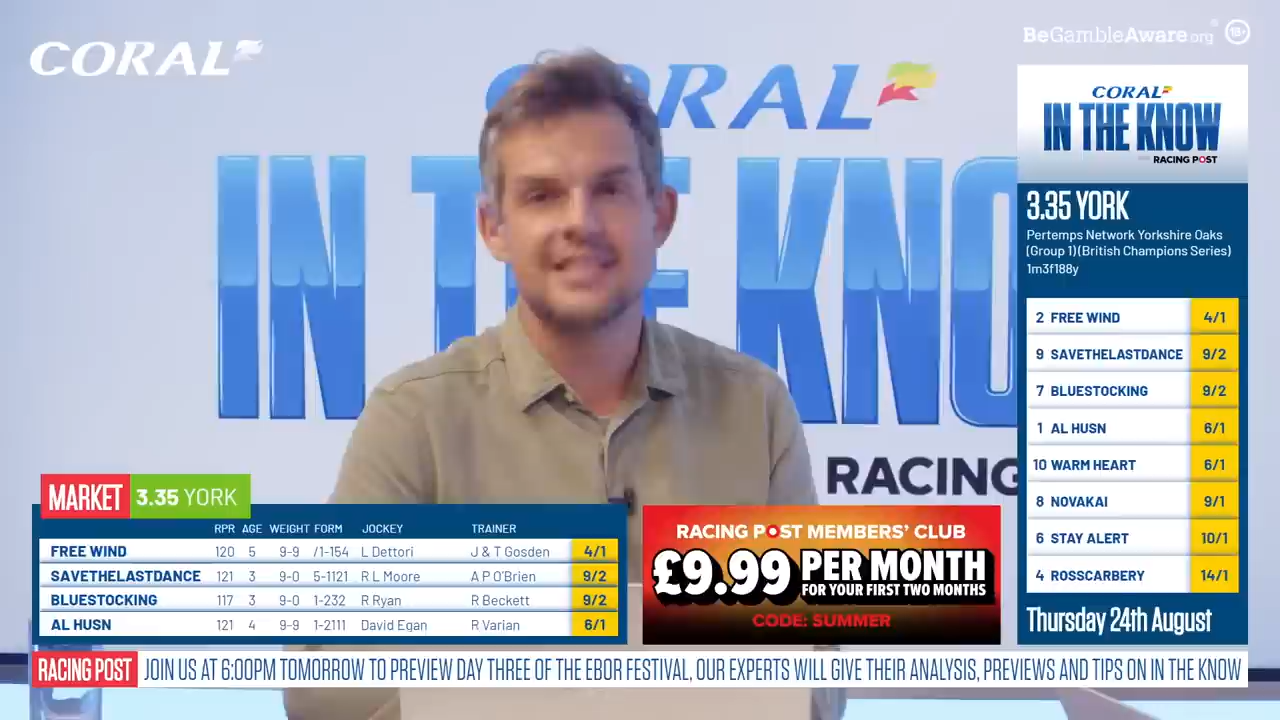 CORAL
BeGambleAware.org 18+
CORAL
IN THE KNO
RACING
CORAL
IN THE KNOW
RACING POST
3.35 YORK
Pertemps Network Yorkshire Oaks
(Group 1)(British Champions Series)
1m3f188y
2 FREE WIND 4/1
9 SAVETHELASTDANCE 9/2
7 BLUESTOCKING 9/2
1 AL HUSN 6/1
10 WARM HEART 6/1
8 NOVAKAI 9/1
6 STAY ALERT 10/1
4 ROSSCARBERY 14/1
Thursday 24th August
MARKET 3.35 YORK
RPR AGE WEIGHT FORM JOCKEY TRAINER
FREE WIND 120 5 9-9 /1-154 L Dettori J & T Gosden 4/1
SAVETHELASTDANCE 121 3 9-0 5-1121 R L Moore A P O'Brien 9/2
BLUESTOCKING 117 3 9-0 1-232 R Ryan R Beckett 9/2
AL HUSN 121 4 9-9 1-2111 David Egan R Varian 6/1
RACING POST MEMBERS' CLUB
£9.99 PER MONTH
FOR YOUR FIRST TWO MONTHS
CODE: SUMMER
RACING POST JOIN US AT 6:00PM TOMORROW TO PREVIEW DAY THREE OF THE EBOR FESTIVAL, OUR EXPERTS WILL GIVE THEIR ANALYSIS, PREVIEWS AND TIPS ON IN THE KNOW